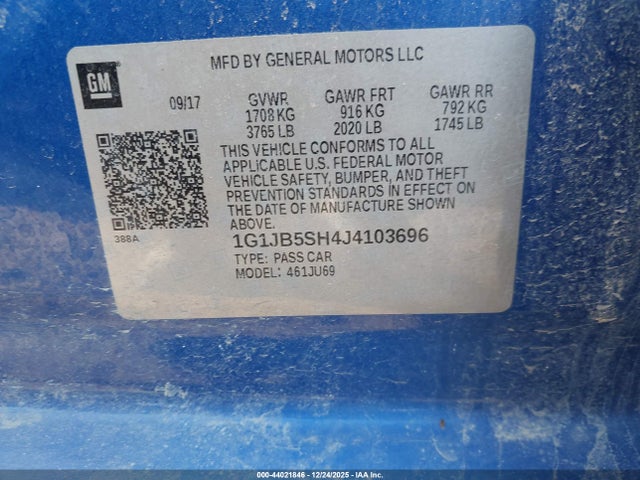 GM
MFD BY GENERAL MOTORS LLC
09/17
GVWR GAWR FRT GAWR RR
1708 KG 916 KG 792 KG
3765 LB 2020 LB 1745 LB
THIS VEHICLE CONFORMS TO ALL
APPLICABLE U.S. FEDERAL MOTOR
VEHICLE SAFETY, BUMPER, AND THEFT
PREVENTION STANDARDS IN EFFECT ON
THE DATE OF MANUFACTURE SHOWN
ABOVE.
388A
1G1JB5SH4J4103696
TYPE: PASS CAR
MODEL: 461JU69
000-44021846 - 12/24/2025 - IAA Inc.